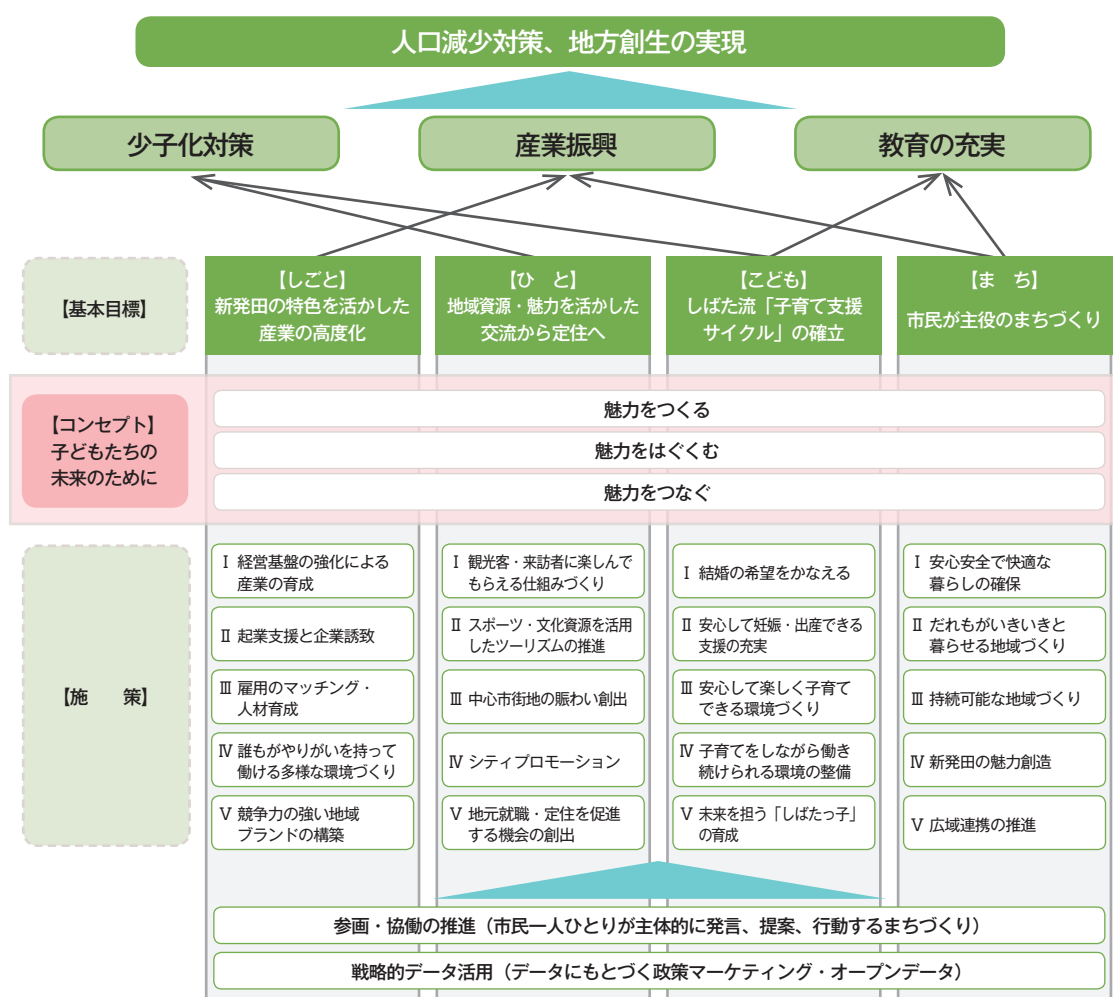 人口減少対策、地方創生の実現
少子化対策
産業振興
教育の充実
【基本目標】
【しごと】
新発田の特色を活かした
産業の高度化
【ひ　と】
地域資源・魅力を活かした
交流から定住へ
【こども】
しばた流「子育て支援
サイクル」の確立
【ま　ち】
市民が主役のまちづくり
【コンセプト】
子どもたちの
未来のために
魅力をつくる
魅力をはぐくむ
魅力をつなぐ
【施　　策】
Ⅰ 経営基盤の強化による
産業の育成
Ⅱ 起業支援と企業誘致
Ⅲ 雇用のマッチング・
人材育成
Ⅳ 誰もがやりがいを持って
働ける多様な環境づくり
Ⅴ 競争力の強い地域
ブランドの構築
Ⅰ 観光客・来訪者に楽しんで
もらえる仕組みづくり
Ⅱ スポーツ・文化資源を活用
したツーリズムの推進
Ⅲ 中心市街地の賑わい創出
Ⅳ シティプロモーション
Ⅴ 地元就職・定住を促進
する機会の創出
Ⅰ 結婚の希望をかなえる
Ⅱ 安心して妊娠・出産できる
支援の充実
Ⅲ 安心して楽しく子育て
できる環境づくり
Ⅳ 子育てをしながら働き
続けられる環境の整備
Ⅴ 未来を担う「しばたっ子」
の育成
Ⅰ 安心安全で快適な
暮らしの確保
Ⅱ だれもがいきいきと
暮らせる地域づくり
Ⅲ 持続可能な地域づくり
Ⅳ 新発田の魅力創造
Ⅴ 広域連携の推進
参画・協働の推進（市民一人ひとりが主体的に発言、提案、行動するまちづくり）
戦略的データ活用（データにもとづく政策マーケティング・オープンデータ）